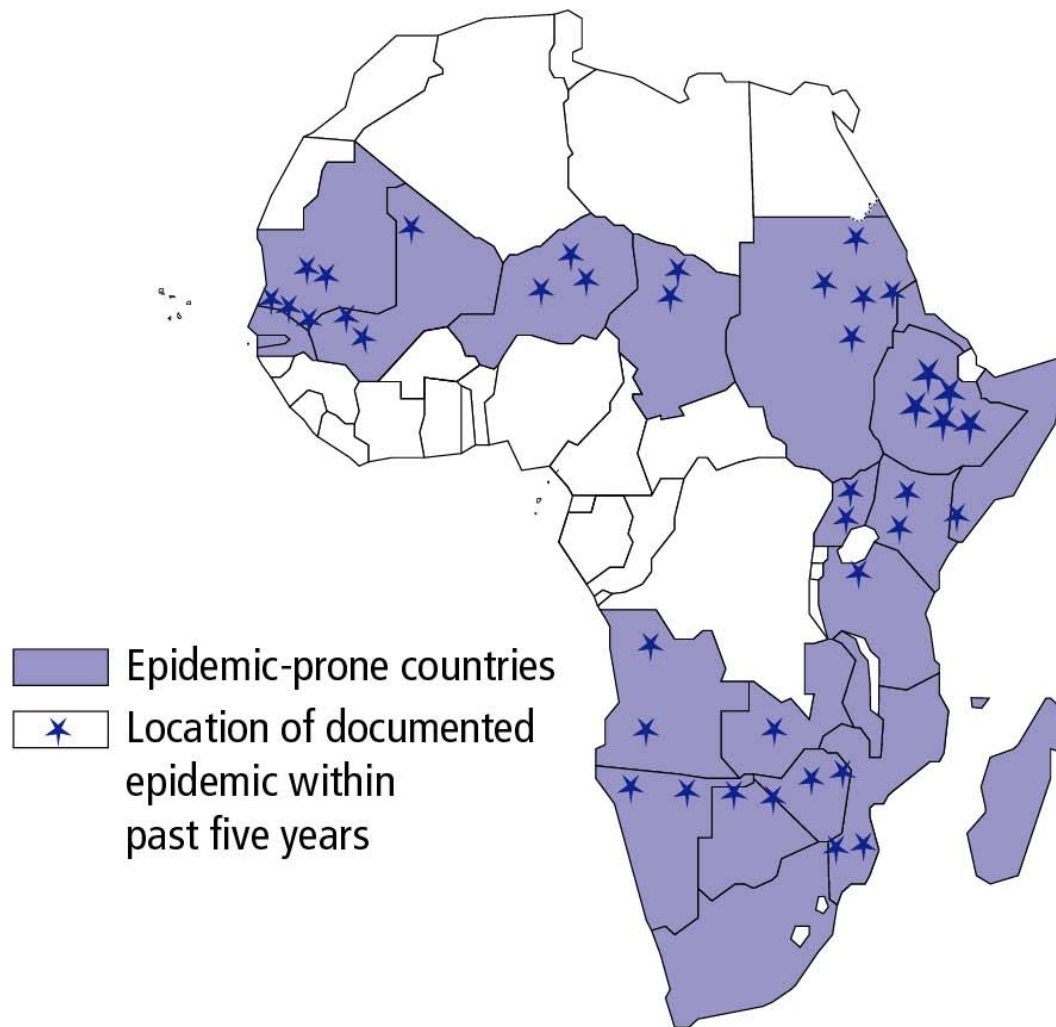 Epidemic-prone countries
Location of documented
epidemic within
past five years